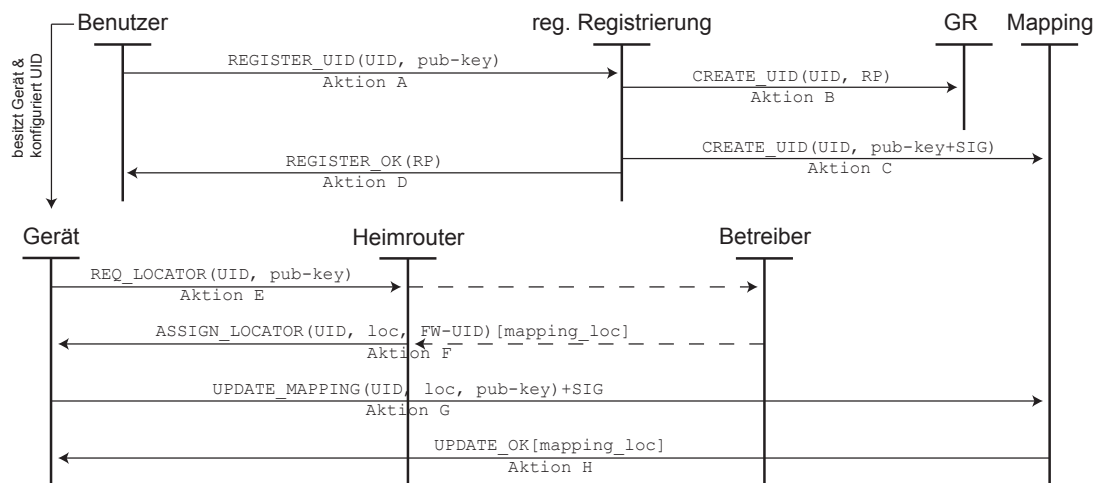 Benutzer
reg. Registrierung
GR
Mapping
besitzt Gerät &
konfiguriert UID
REGISTER_UID(UID, pub-key)
Aktion A
CREATE_UID(UID, RP)
Aktion B
REGISTER_OK(RP)
Aktion D
CREATE_UID(UID, pub-key+SIG)
Aktion C
Gerät
Heimrouter
Betreiber
REQ_LOCATOR(UID, pub-key)
Aktion E
ASSIGN_LOCATOR(UID, loc, FW-UID)[mapping_loc]
Aktion F
UPDATE_MAPPING(UID, loc, pub-key)+SIG
Aktion G
UPDATE_OK[mapping_loc]
Aktion H